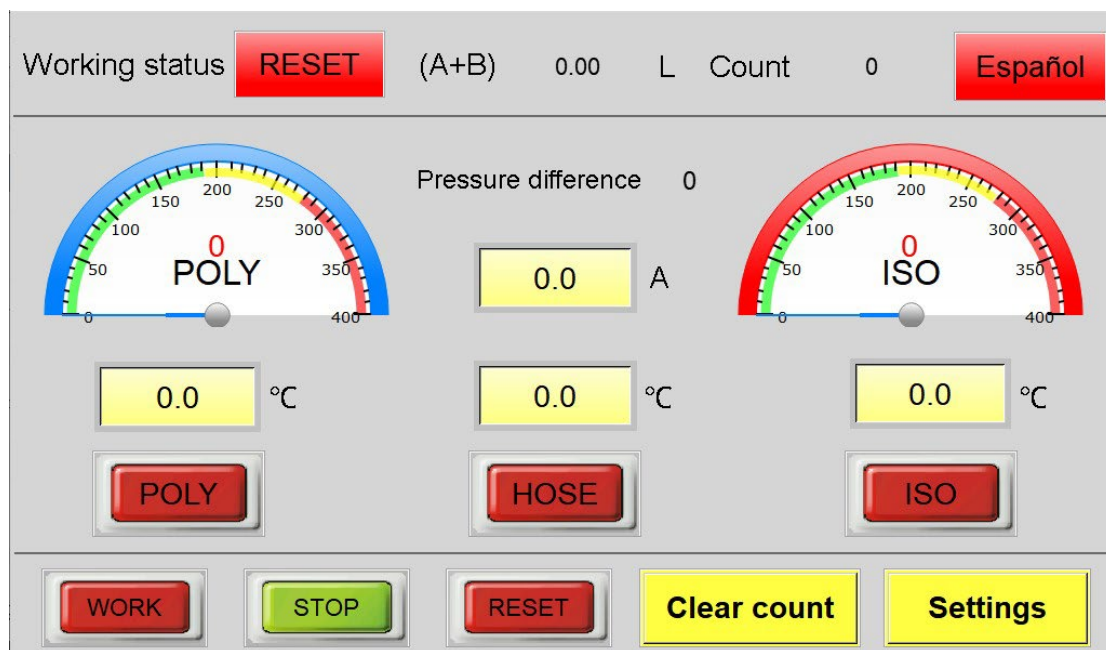 Working status RESET (A+B) 0.00 L Count 0 Español
Pressure difference 0
0 50 100 150 200 250 300 350 400
0
POLY
0 50 100 150 200 250 300 350 400
0
ISO
0.0 A
0.0 °C 0.0 °C 0.0 °C
POLY HOSE ISO
WORK STOP RESET Clear count Settings